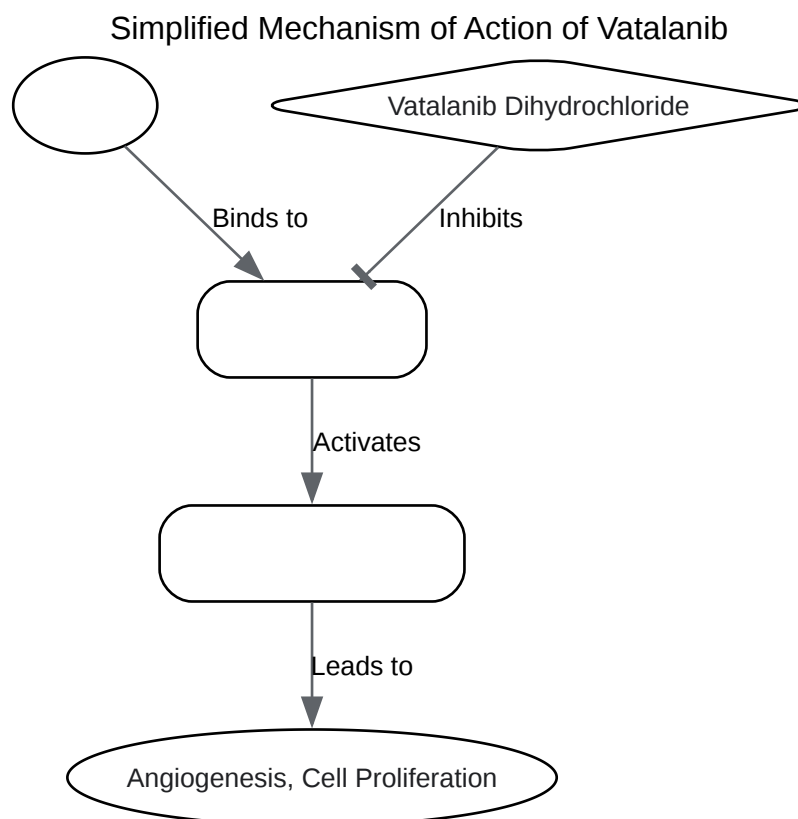 Simplified Mechanism of Action of Vatalanib
Vatalanib Dihydrochloride
Binds to
Inhibits
Activates
Leads to
Angiogenesis, Cell Proliferation